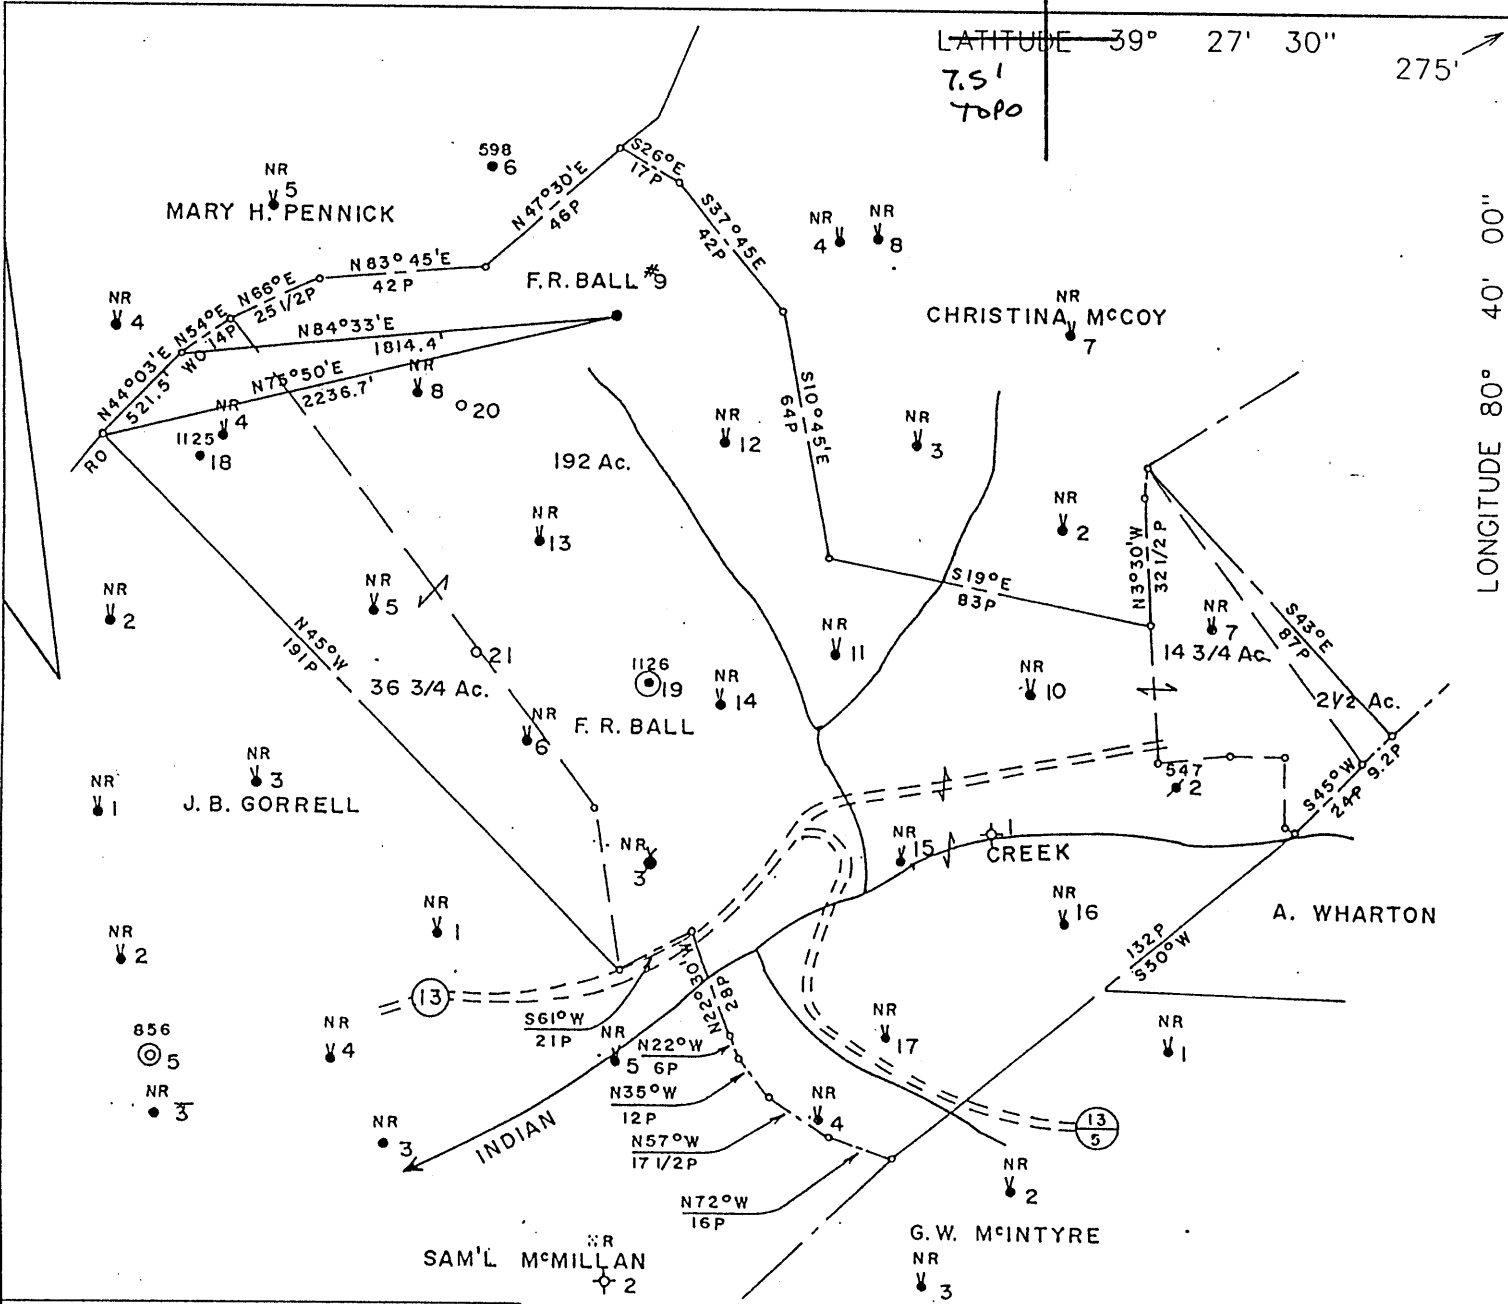 LATITUDE 39° 27' 30"
275'
7.5'
TOPO
LONGITUDE 80° 40' 00"
598
6
NR
5
MARY H. PENNICK
S26°E
17P
N47°30'E
46P
S37°45E
42P
NR
4
NR
8
N83°45'E
42P
F.R. BALL #9
N66°E
25 1/2P
NR
4
N54°E
14P
WO
N84°33'E
1814.4'
NR
CHRISTINA McCOY
7
N44°03'E
521.5'
N75°50'E
2236.7'
NR
8
20
NR
4
1125
18
RO
S10°45'E
64P
NR
12
NR
3
192 Ac.
NR
13
NR
2
N3°30'W
32 1/2 P
S19°E
83P
NR
5
NR
2
NR
7
S43°E
87P
14 3/4 Ac.
N45°W
191P
21
NR
11
36 3/4 Ac.
1126
19
NR
14
NR
10
2 1/2 Ac.
NR
6
F. R. BALL
NR
3
NR
1
J. B. GORRELL
547
2
S45°W
24P
9.2P
NR
3
NR
15
1
CREEK
NR
1
NR
16
A. WHARTON
NR
2
132P
S50°W
N22°30'W
28P
13
S61°W
21P
856
5
NR
4
NR
5
N22°W
6P
NR
17
NR
1
NR
3
N35°W
12P
4
NR
3
N57°W
17 1/2P
13
5
INDIAN
NR
2
N72°W
16P
G.W. McINTYRE
NR
SAM'L McMILLAN
2
NR
3